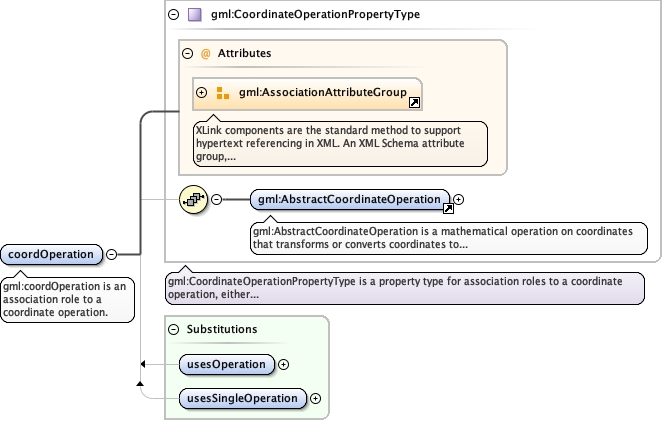 gml:CoordinateOperationPropertyType
@ Attributes
gml:AssociationAttributeGroup
XLink components are the standard method to support
hypertext referencing in XML. An XML Schema attribute
group,...
gml:AbstractCoordinateOperation
gml:AbstractCoordinateOperation is a mathematical operation on coordinates
that transforms or converts coordinates to...
coordOperation
gml:coordOperation is an
association role to a
coordinate operation.
gml:CoordinateOperationPropertyType is a property type for association roles to a coordinate
operation, either...
Substitutions
usesOperation
usesSingleOperation